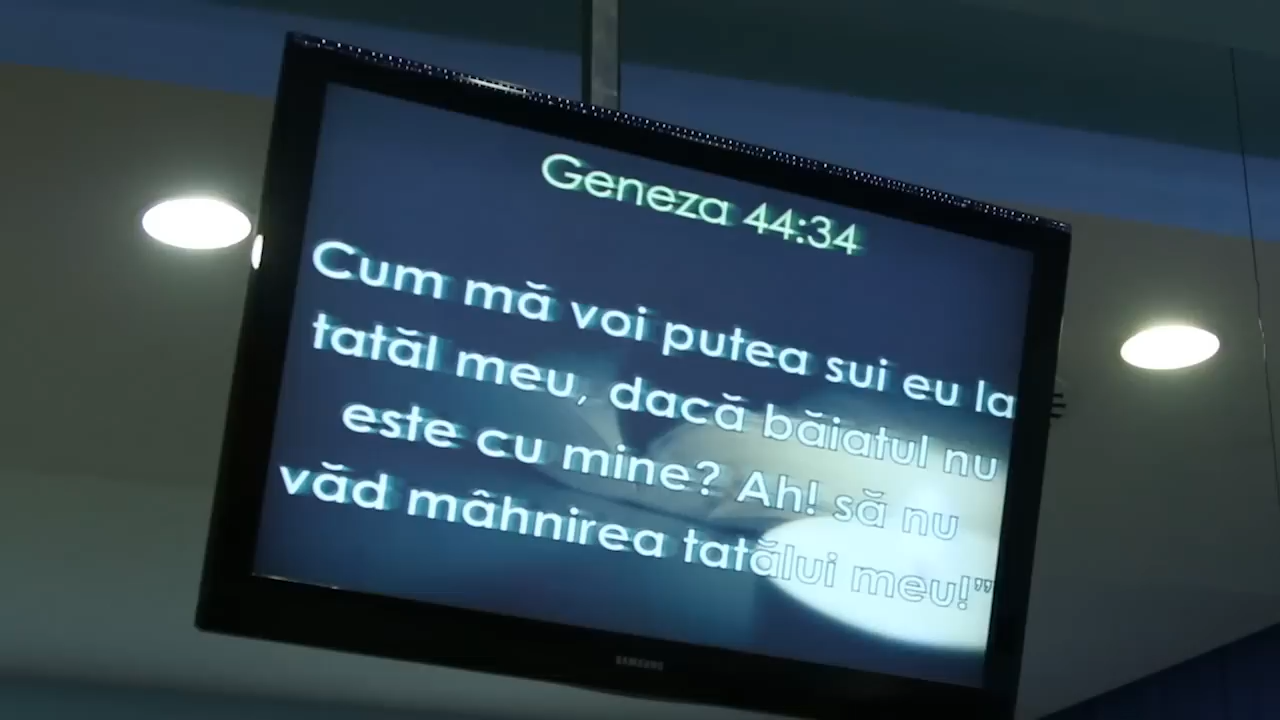 Geneza 44:34
Cum mă voi putea sui eu la
tatăl meu, dacă băiatul nu
este cu mine? Ah! să nu
văd mâhnirea tatălui meu!”
SAMSUNG